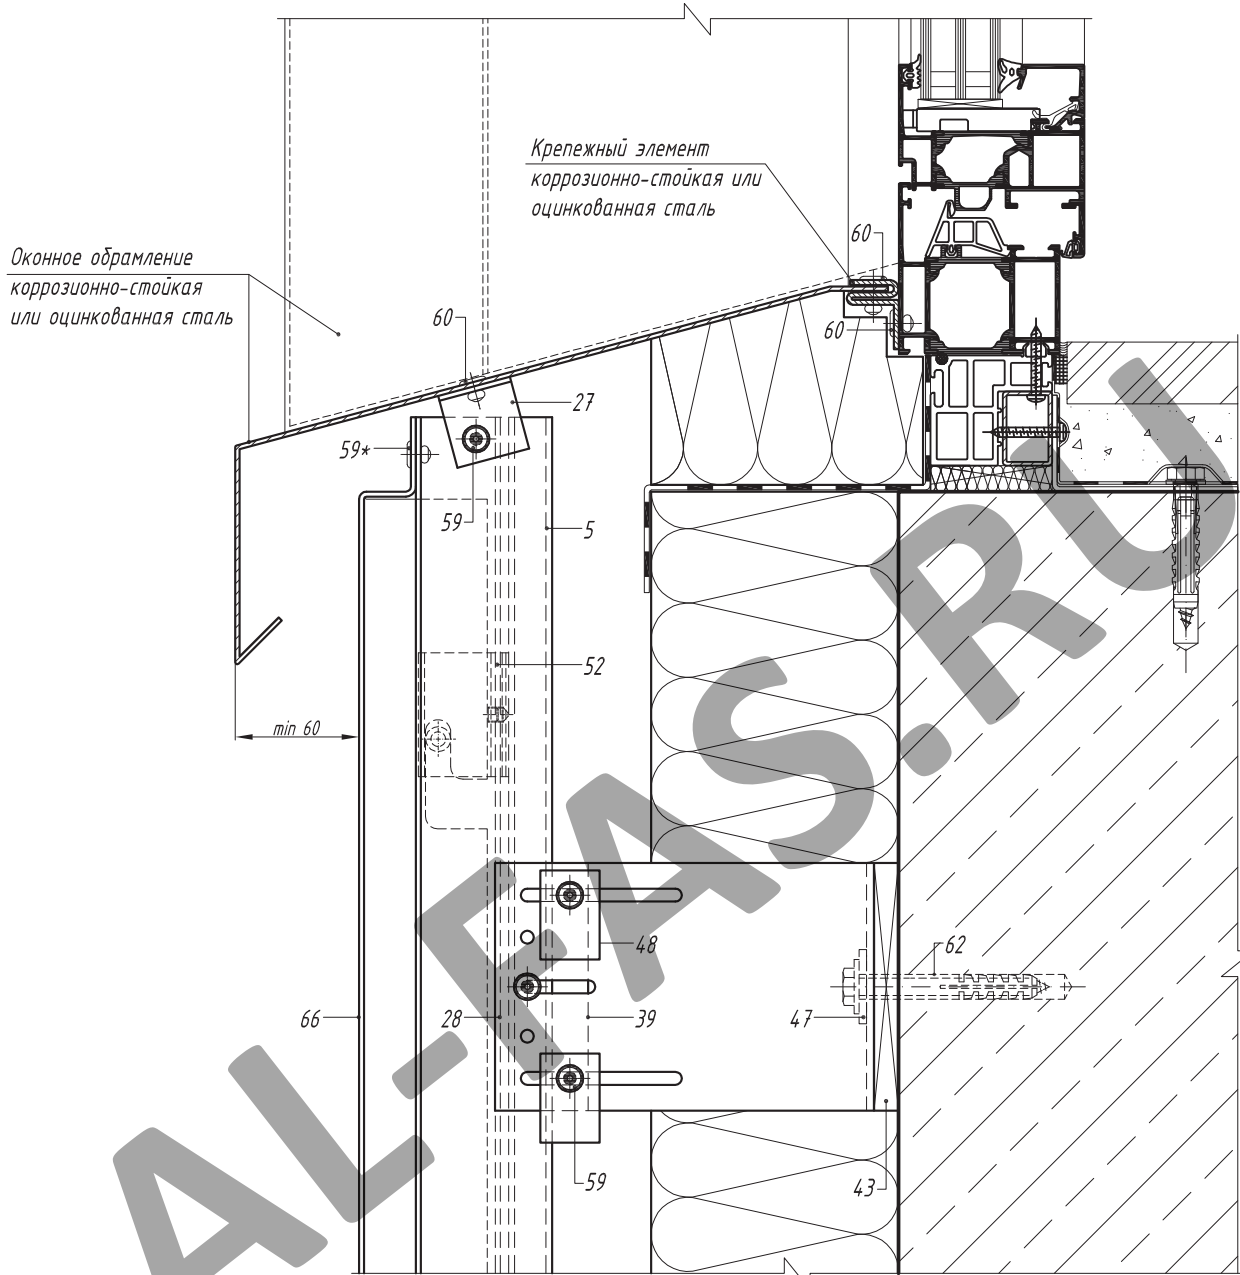 Крепежный элемент
коррозионно-стойкая или
оцинкованная сталь
60
Оконное обрамление
коррозионно-стойкая
или оцинкованная сталь
60
60
27
59*
59
5
52
min 60
48
62
66
28
39
47
59
43
AL-FAS.RU